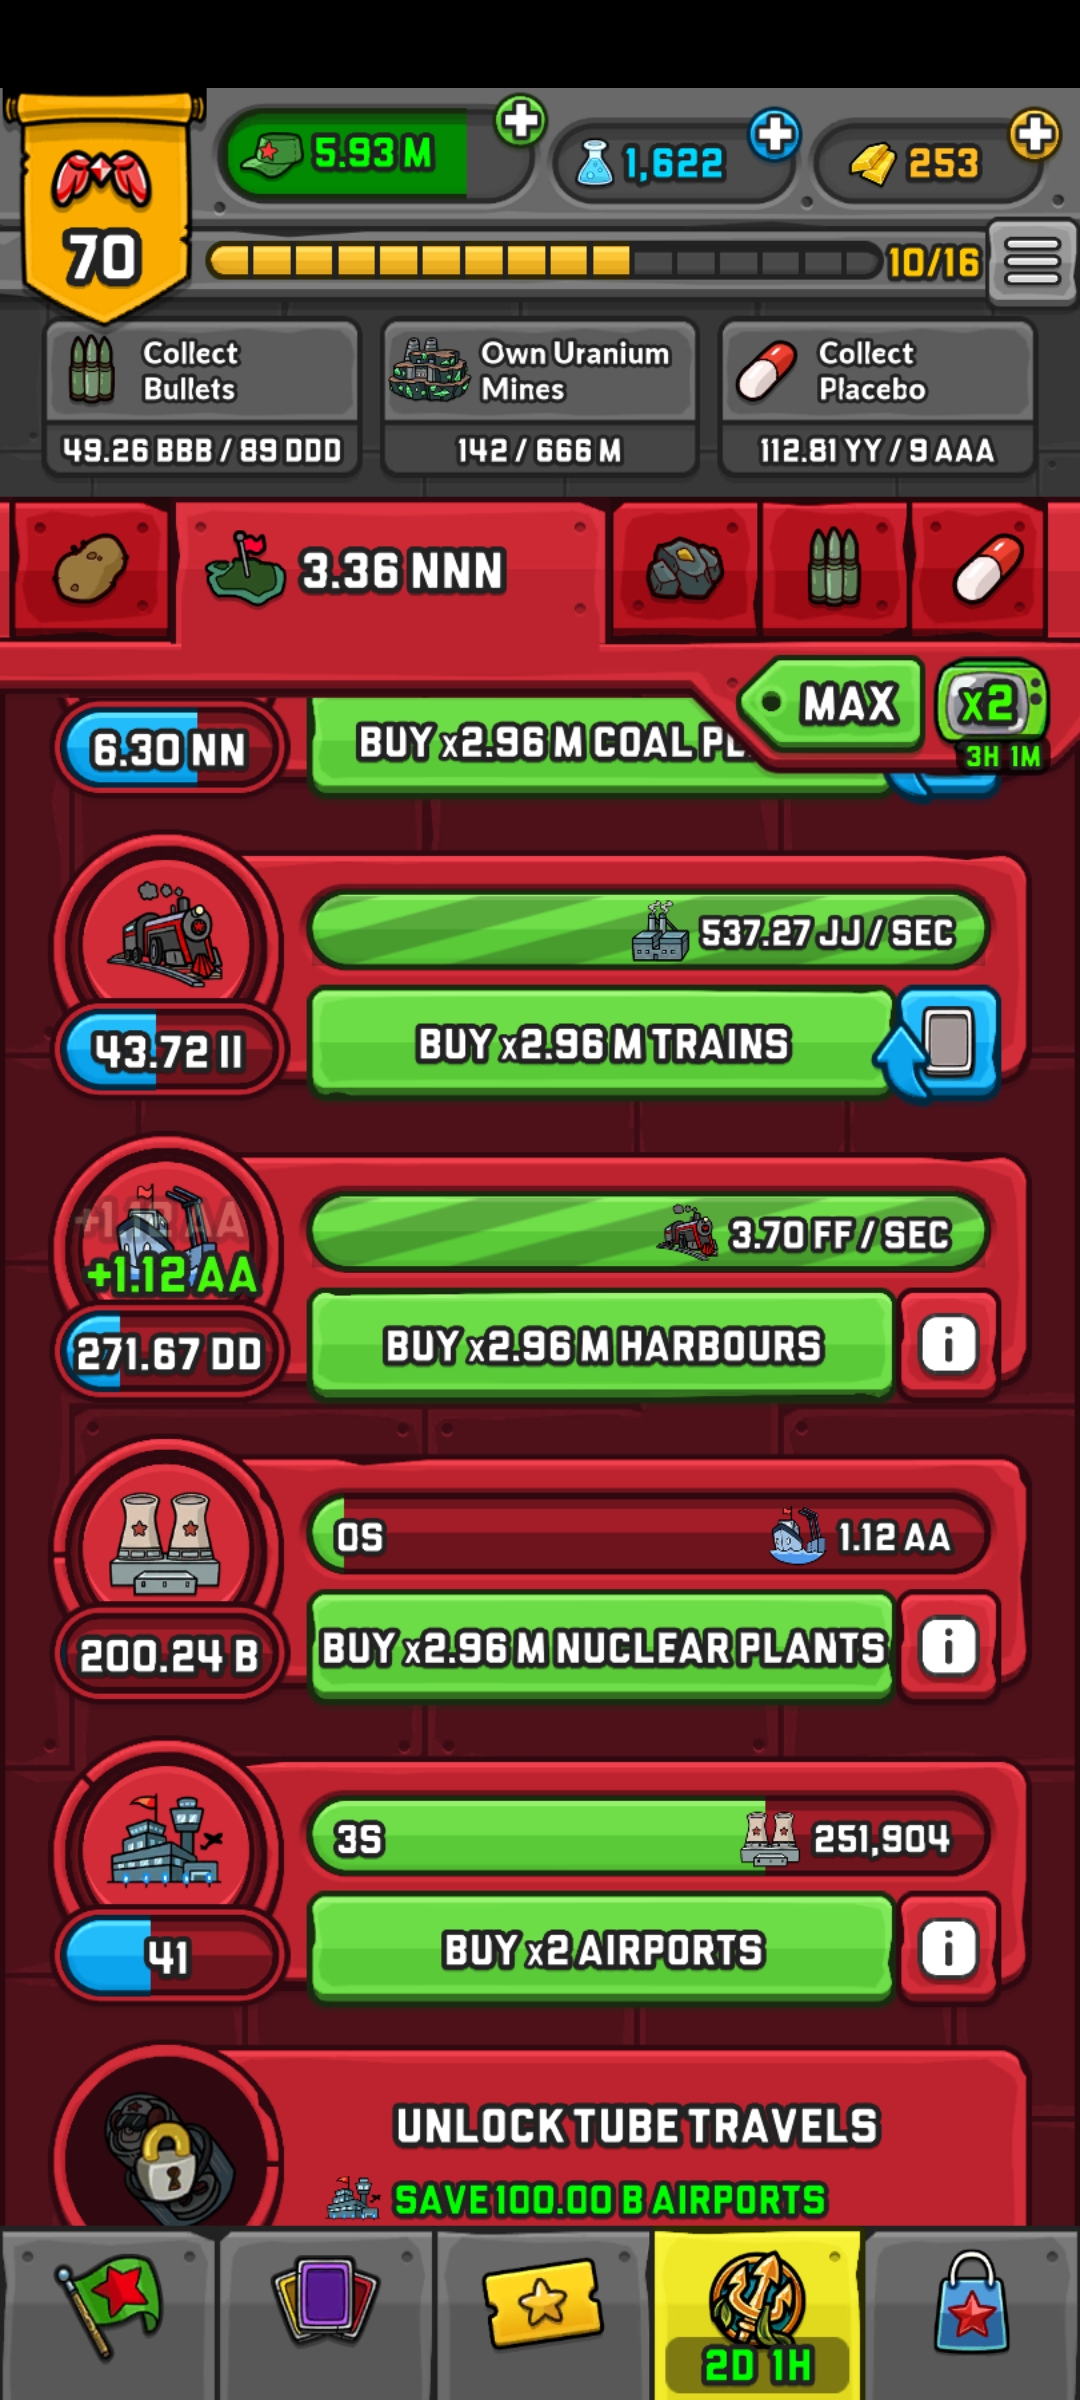 5.93 M
1,622
253
70
10/16
Collect
Bullets
49.26 BBB / 89 DDD
Own Uranium
Mines
142 / 666 M
Collect
Placebo
112.81 YY / 9 AAA
3.36 NNN
MAX
x2
3H 1M
6.30 NN
BUY x2.96 M COAL PL
537.27 JJ / SEC
43.72 II
BUY x2.96 M TRAINS
+1.12 AA
+1.12 AA
3.70 FF / SEC
271.67 DD
BUY x2.96 M HARBOURS
i
0S
1.12 AA
200.24 B
BUY x2.96 M NUCLEAR PLANTS
i
3S
251,904
41
BUY x2 AIRPORTS
i
UNLOCK TUBE TRAVELS
SAVE 100.00 B AIRPORTS
2D 1H